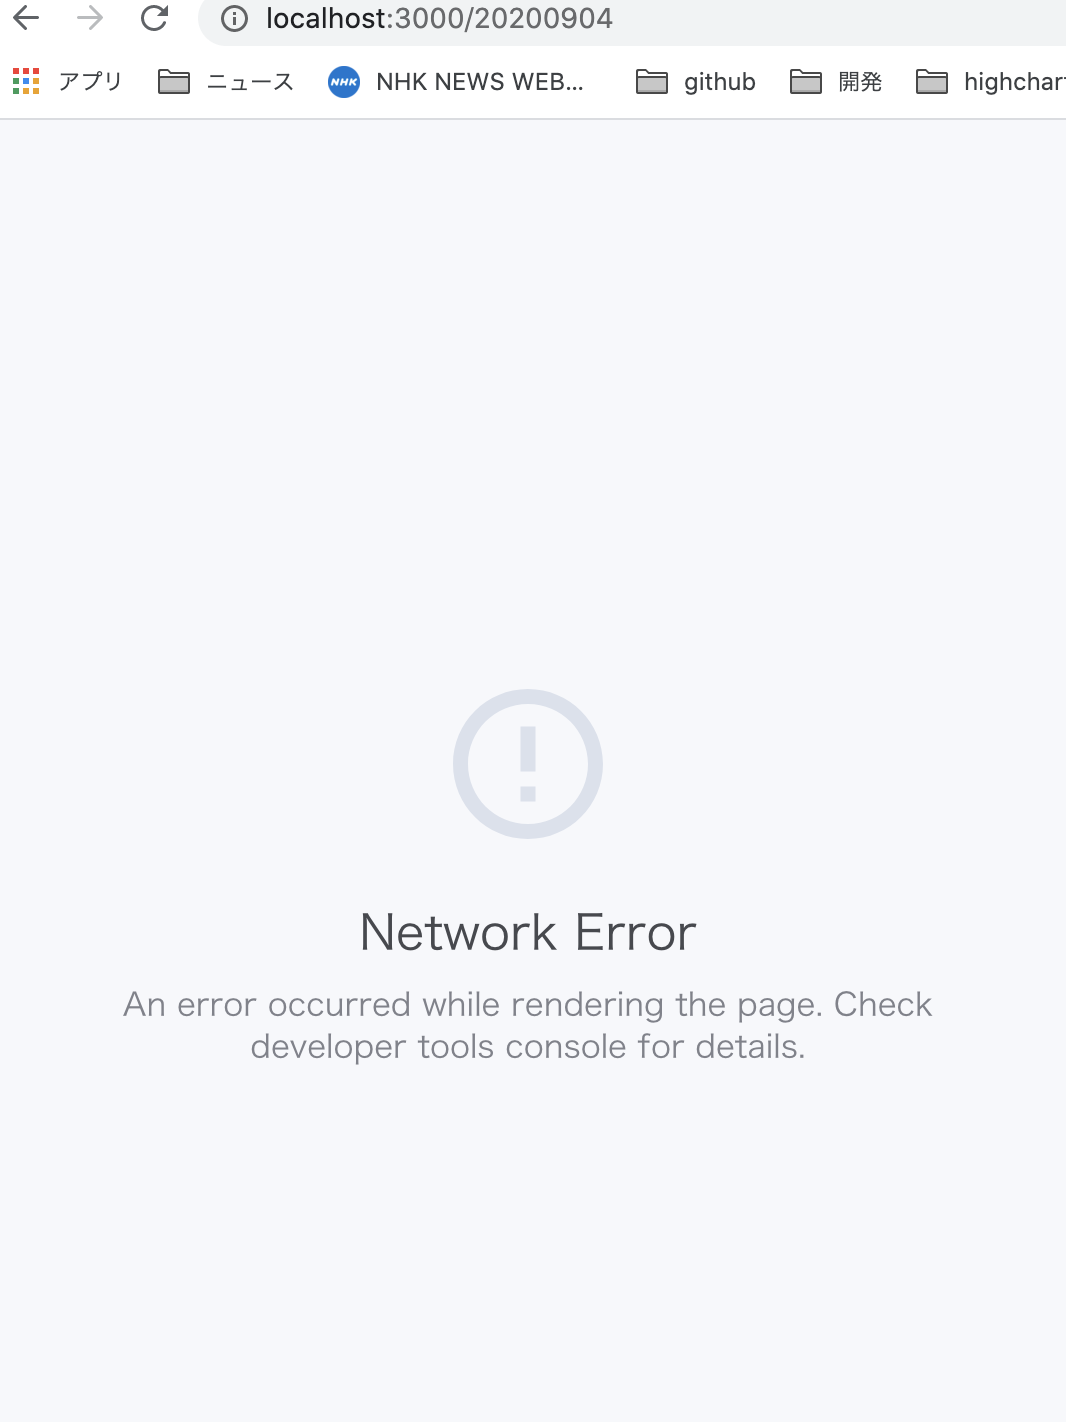 localhost:3000/20200904
アプリ ニュース NHK NHK NEWS WEB... github 開発 highchar
Network Error
An error occurred while rendering the page. Check
developer tools console for details.